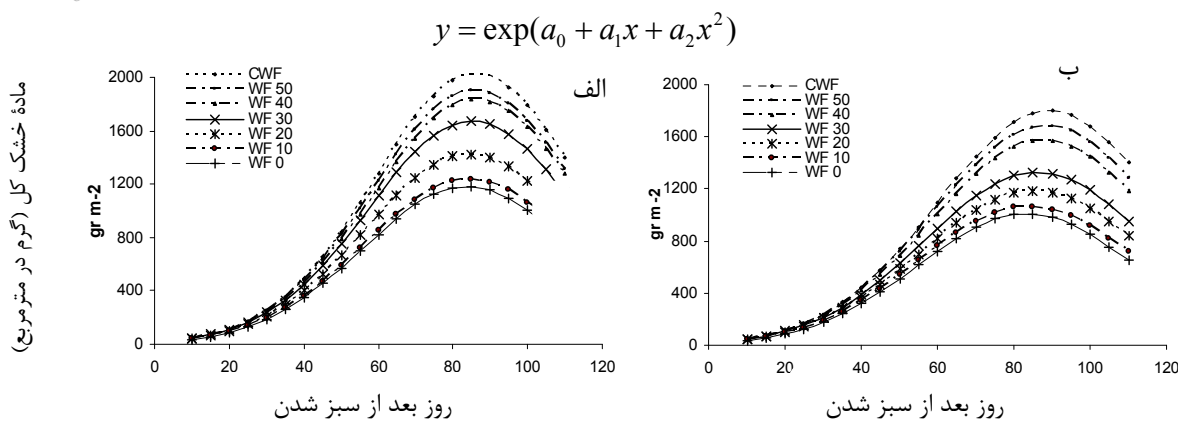 y = exp(a₀ + a₁x + a₂x²)
مادهٔ خشک کل (گرم در مترمربع)
gr m-2
2000
1600
1200
800
400
0
CWF
WF 50
WF 40
WF 30
WF 20
WF 10
WF 0
الف
0 20 40 60 80 100 120
روز بعد از سبز شدن
gr m-2
2000
1600
1200
800
400
0
CWF
WF 50
WF 40
WF 30
WF 20
WF 10
WF 0
ب
0 20 40 60 80 100 120
روز بعد از سبز شدن